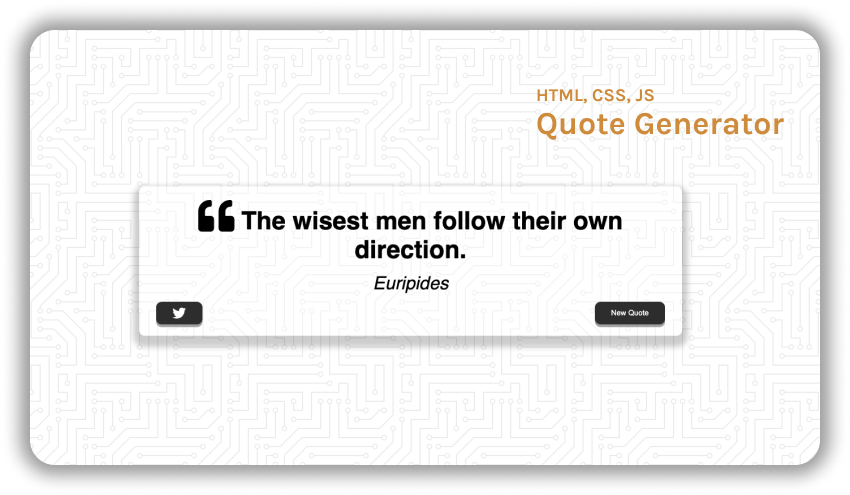 HTML, CSS, JS
Quote Generator
❝ The wisest men follow their own
direction.
Euripides
New Quote